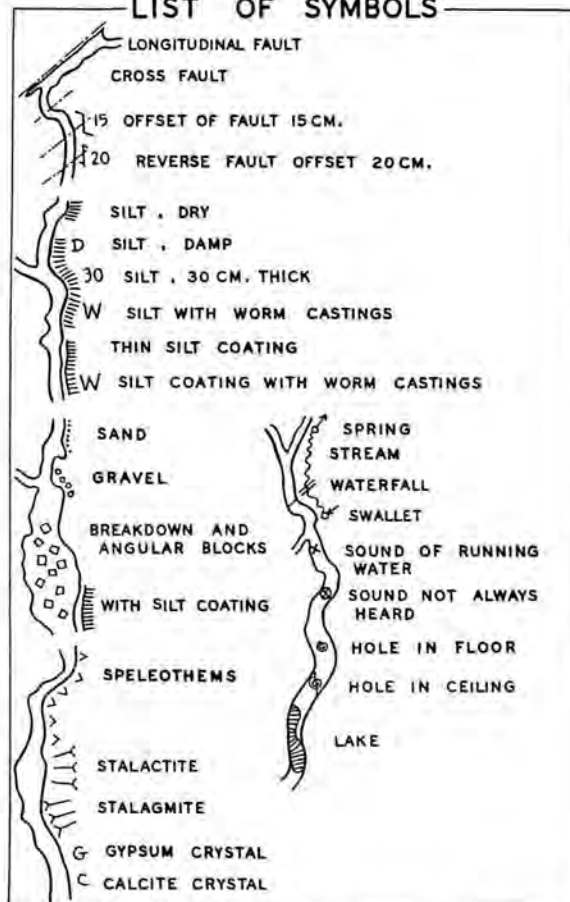 LIST OF SYMBOLS
LONGITUDINAL FAULT
CROSS FAULT
15 OFFSET OF FAULT 15 CM.
20 REVERSE FAULT OFFSET 20 CM.
SILT , DRY
D SILT , DAMP
30 SILT , 30 CM. THICK
W SILT WITH WORM CASTINGS
THIN SILT COATING
W SILT COATING WITH WORM CASTINGS
SAND
GRAVEL
BREAKDOWN AND
ANGULAR BLOCKS
WITH SILT COATING
SPELEOTHEMS
STALACTITE
STALAGMITE
G GYPSUM CRYSTAL
C CALCITE CRYSTAL
SPRING
STREAM
WATERFALL
SWALLET
SOUND OF RUNNING
WATER
SOUND NOT ALWAYS
HEARD
HOLE IN FLOOR
HOLE IN CEILING
LAKE